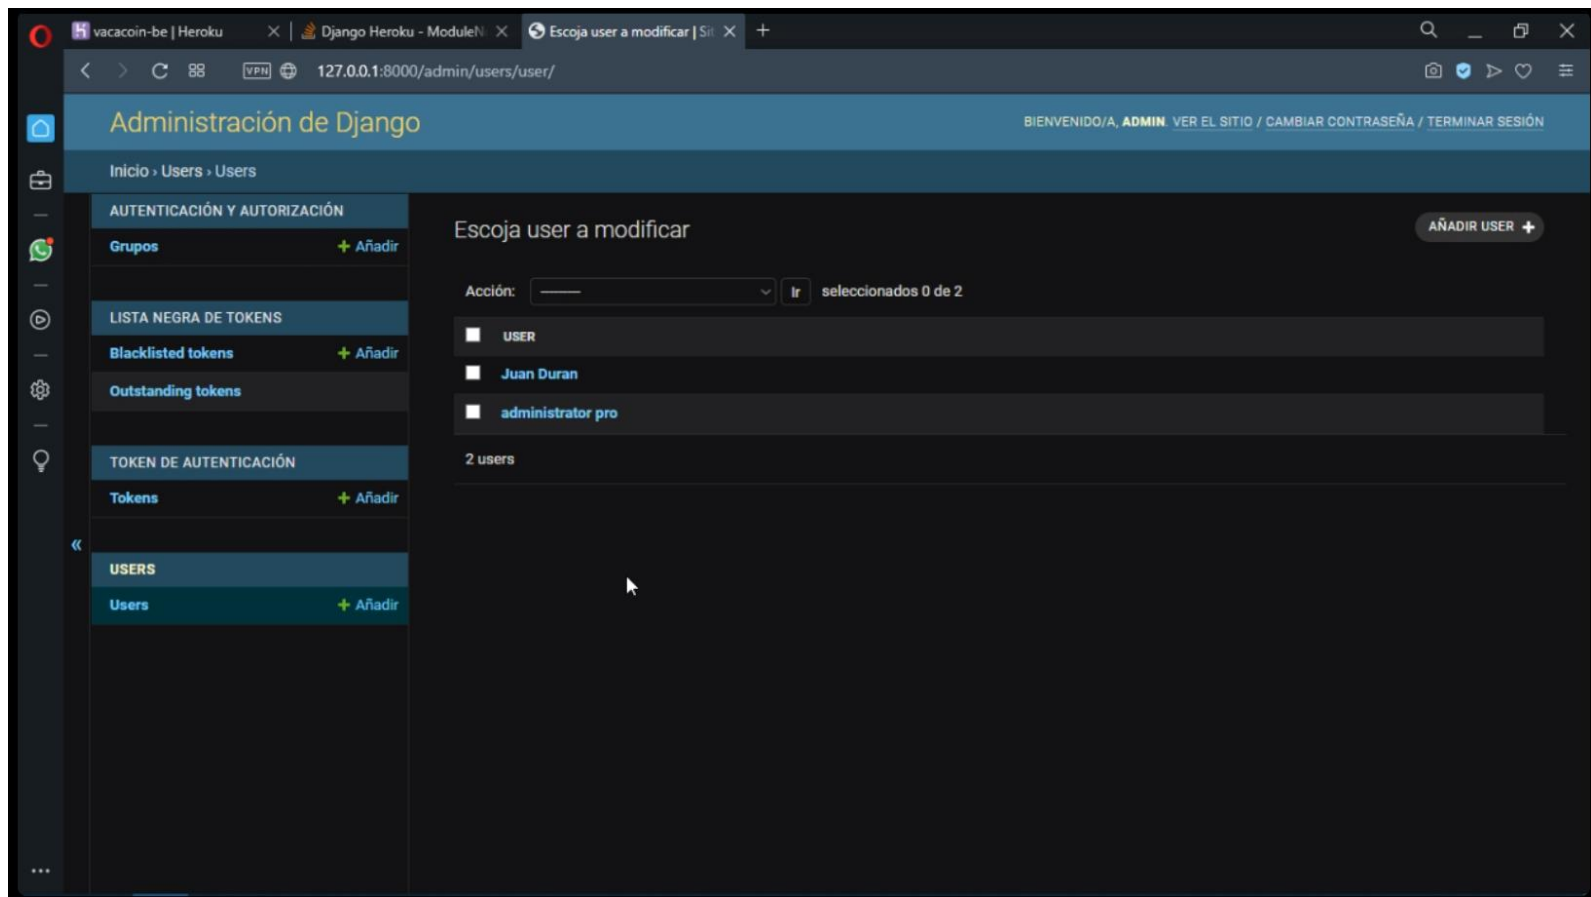 vacacoin-be | Heroku
Django Heroku - ModuleN
Escoja user a modificar | Sit
VPN
127.0.0.1:8000/admin/users/user/
Administración de Django
BIENVENIDO/A, ADMIN. VER EL SITIO / CAMBIAR CONTRASEÑA / TERMINAR SESIÓN
Inicio › Users › Users
AUTENTICACIÓN Y AUTORIZACIÓN
Grupos + Añadir
LISTA NEGRA DE TOKENS
Blacklisted tokens + Añadir
Outstanding tokens
TOKEN DE AUTENTICACIÓN
Tokens + Añadir
«
USERS
Users + Añadir
Escoja user a modificar
AÑADIR USER +
Acción: --------- Ir seleccionados 0 de 2
USER
Juan Duran
administrator pro
2 users